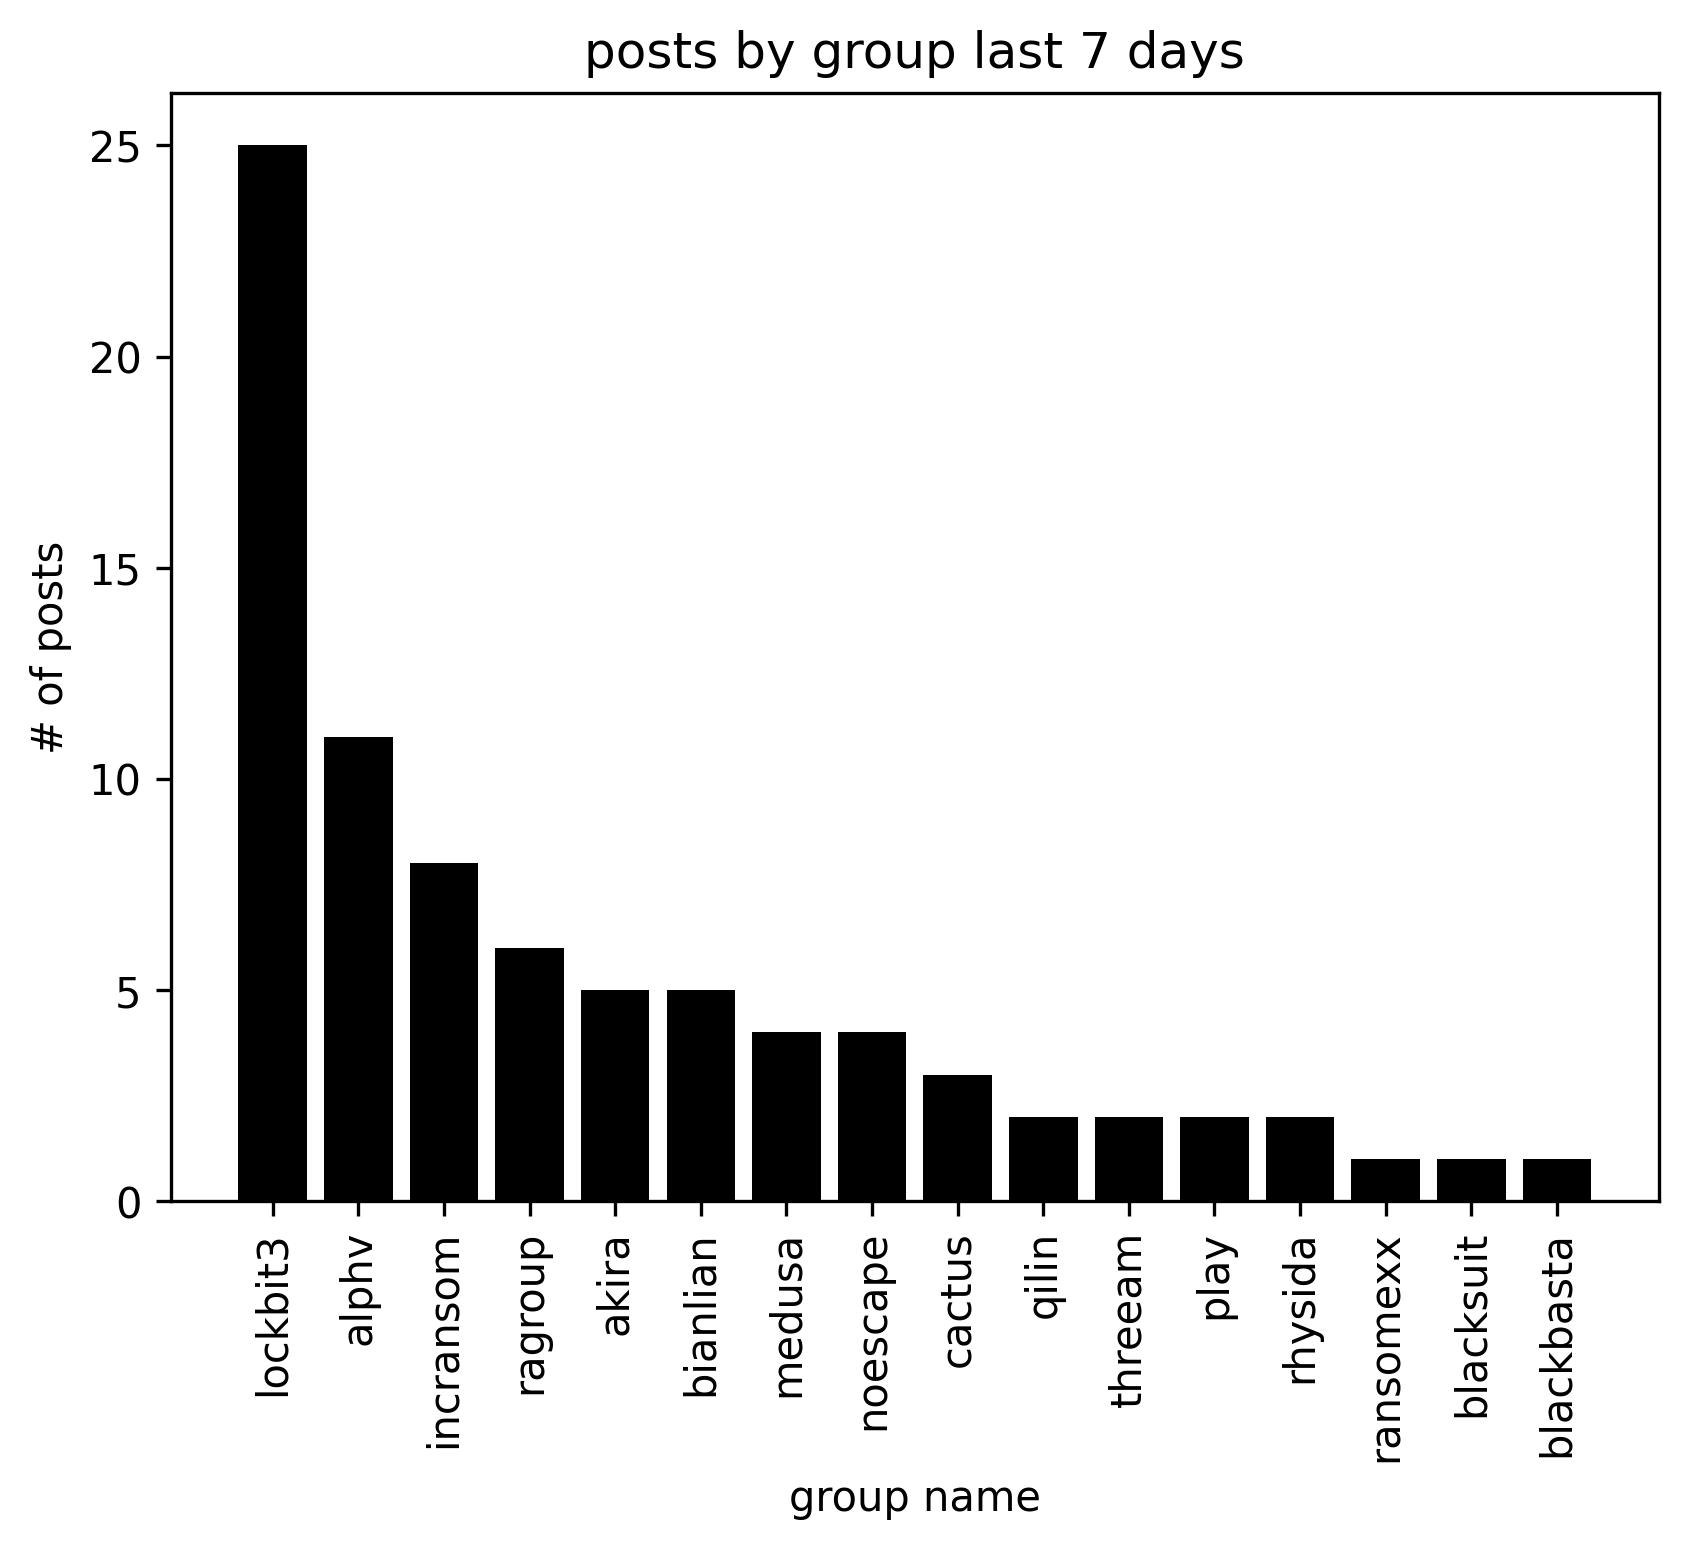 posts by group last 7 days
# of posts
25
20
15
10
5
0
lockbit3
alphv
incransom
ragroup
akira
bianlian
medusa
noescape
cactus
qilin
threeam
play
rhysida
ransomexx
blacksuit
blackbasta
group name